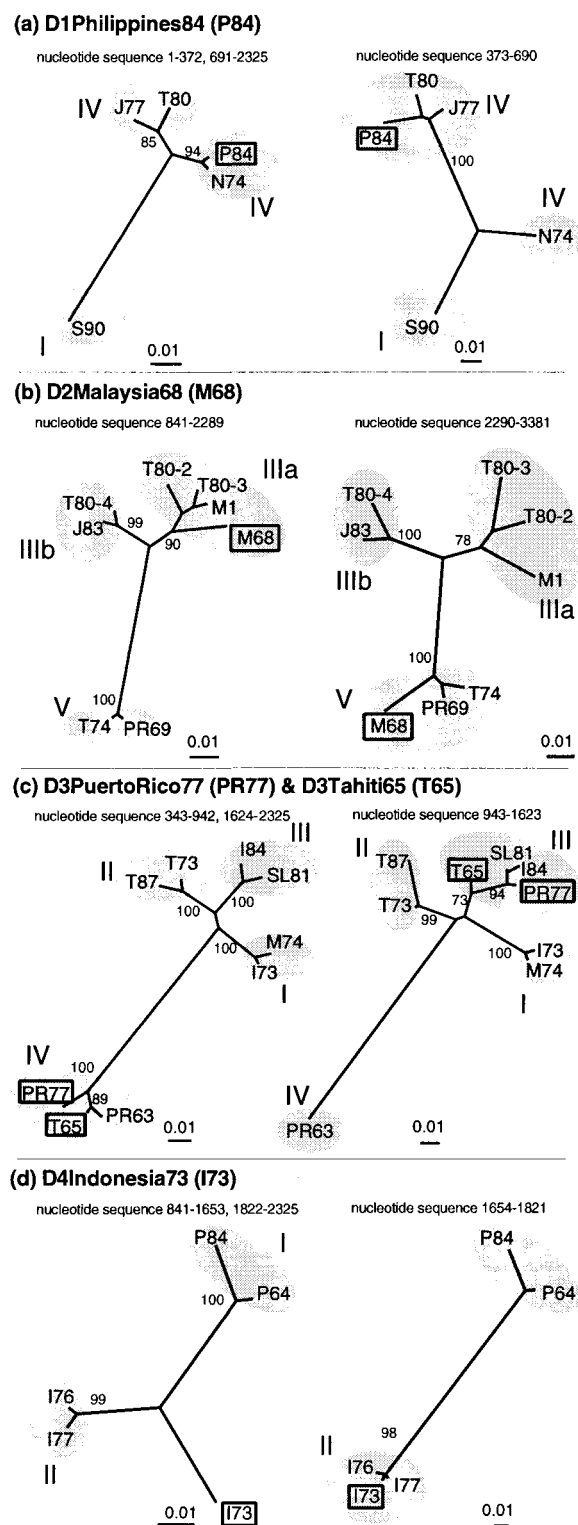 (a) D1Philippines84 (P84)
nucleotide sequence 1-372, 691-2325
IV
J77
T80
85
94
P84
N74
IV
S90
I
0.01
nucleotide sequence 373-690
T80
J77
IV
P84
100
IV
N74
S90
I
0.01
(b) D2Malaysia68 (M68)
nucleotide sequence 841-2289
T80-2
IIIa
T80-3
M1
T80-4
99
J83
90
M68
IIIb
100
V
T74
PR69
0.01
nucleotide sequence 2290-3381
T80-3
T80-4
T80-2
J83
100
78
M1
IIIb
IIIa
100
V
T74
PR69
M68
0.01
(c) D3PuertoRico77 (PR77) & D3Tahiti65 (T65)
nucleotide sequence 343-942, 1624-2325
III
II
T73
I84
T87
SL81
100
100
100
M74
I73
I
IV
100
PR77
89
PR63
T65
0.01
nucleotide sequence 943-1623
II
III
SL81
T87
T65
I84
94
PR77
T73
73
99
100
I73
M74
I
IV
PR63
0.01
(d) D4Indonesia73 (I73)
nucleotide sequence 841-1653, 1822-2325
P84
I
100
P64
I76
99
I77
II
I73
0.01
nucleotide sequence 1654-1821
P84
P64
98
II
I76
I77
I73
0.01